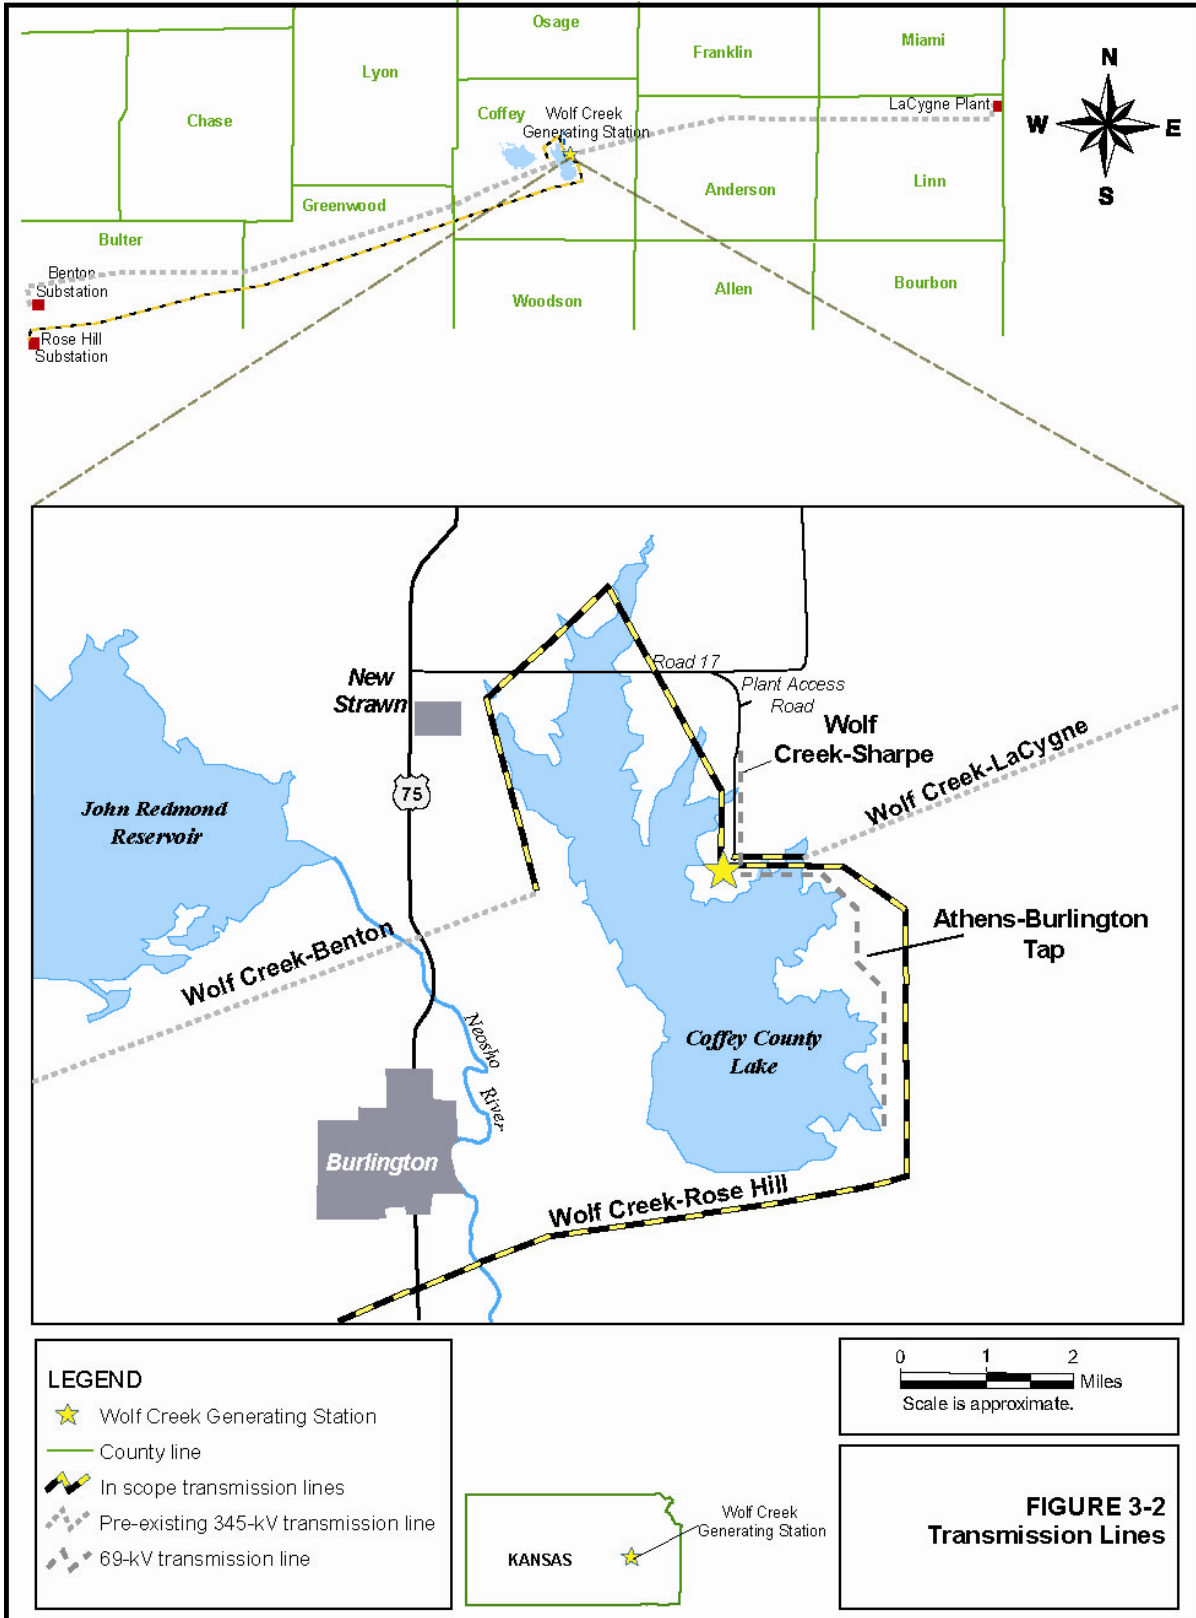 Osage
Franklin
Miami
Lyon
Chase
Coffey
Wolf Creek
Generating Station
LaCygne Plant
N
W
E
S
Greenwood
Anderson
Linn
Bulter
Benton
Substation
Woodson
Allen
Bourbon
Rose Hill
Substation
Road 17
New
Strawn
Plant Access
Road
Wolf
Creek-Sharpe
Wolf Creek-LaCygne
75
John Redmond
Reservoir
Athens-Burlington
Tap
Wolf Creek-Benton
Neosho
River
Coffey County
Lake
Burlington
Wolf Creek-Rose Hill
LEGEND
Wolf Creek Generating Station
County line
In scope transmission lines
Pre-existing 345-kV transmission line
69-kV transmission line
0 1 2
Miles
Scale is approximate.
Wolf Creek
Generating Station
KANSAS
FIGURE 3-2
Transmission Lines